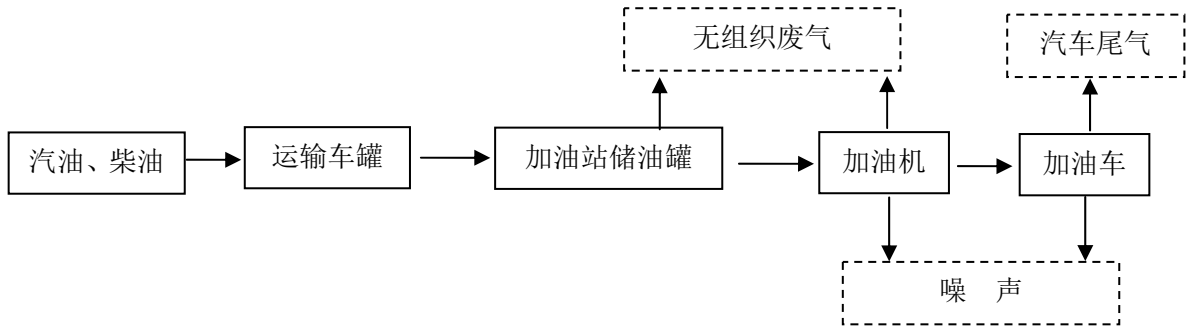 无组织废气
汽车尾气
汽油、柴油
运输车罐
加油站储油罐
加油机
加油车
噪 声